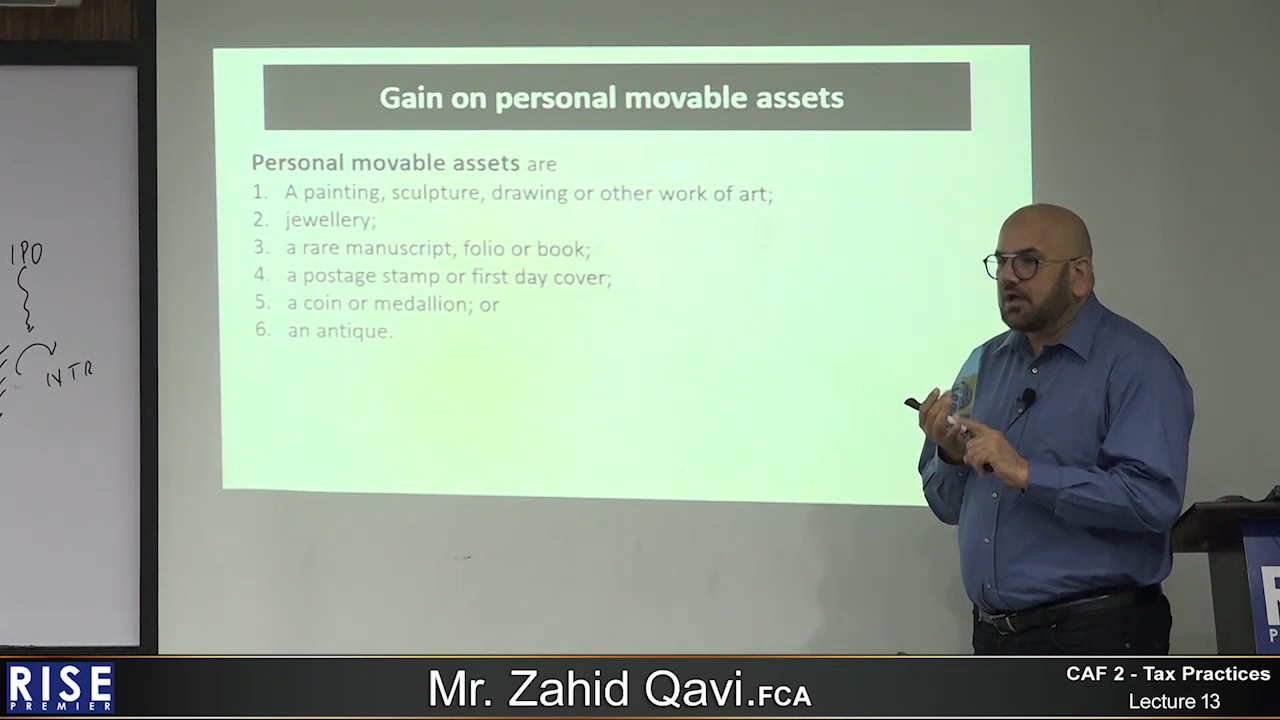 Gain on personal movable assets
Personal movable assets are
1. A painting, sculpture, drawing or other work of art;
2. jewellery;
3. a rare manuscript, folio or book;
4. a postage stamp or first day cover;
5. a coin or medallion; or
6. an antique.
IPO
NTR
RISE
PREMIER
Mr. Zahid Qavi.FCA
CAF 2 - Tax Practices
Lecture 13